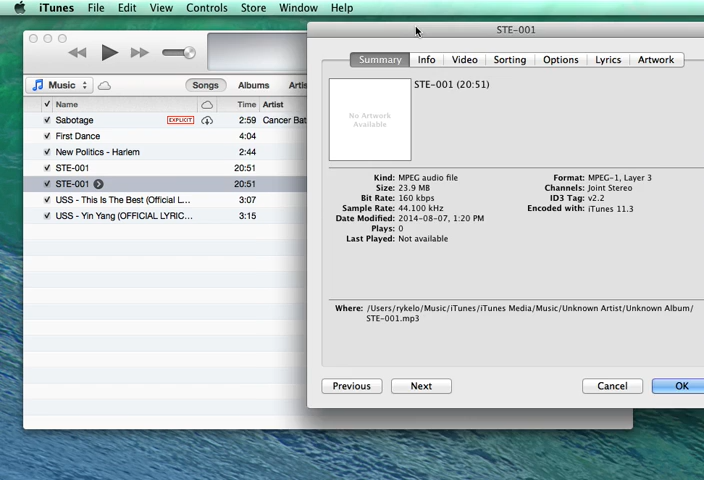 iTunes File Edit View Controls Store Window Help
STE-001
Music Songs Albums
Summary Info Video Sorting Options Lyrics Artwork
Name Time Artist
Sabotage EXPLICIT 2:59 Cancer Bat
First Dance 4:04
New Politics - Harlem 2:44
STE-001 20:51
STE-001 20:51
USS - This Is The Best (Official L... 3:07
USS - Yin Yang (OFFICIAL LYRIC... 3:15
No Artwork
Available
STE-001 (20:51)
Kind: MPEG audio file
Size: 23.9 MB
Bit Rate: 160 kbps
Sample Rate: 44.100 kHz
Date Modified: 2014-08-07, 1:20 PM
Plays: 0
Last Played: Not available
Format: MPEG-1, Layer 3
Channels: Joint Stereo
ID3 Tag: v2.2
Encoded with: iTunes 11.3
Where: /Users/rykelo/Music/iTunes/iTunes Media/Music/Unknown Artist/Unknown Album/
STE-001.mp3
Previous Next Cancel OK